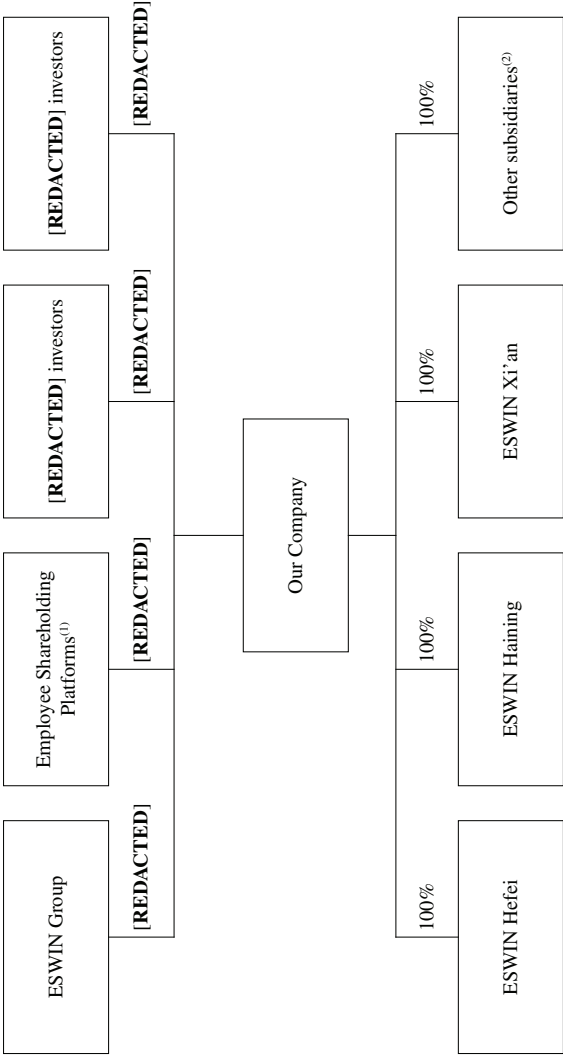 ESWIN Group
Employee Shareholding
Platforms(1)
[REDACTED] investors
[REDACTED] investors
[REDACTED]
[REDACTED]
[REDACTED]
[REDACTED]
Our Company
100%
100%
100%
100%
ESWIN Hefei
ESWIN Haining
ESWIN Xi’an
Other subsidiaries(2)